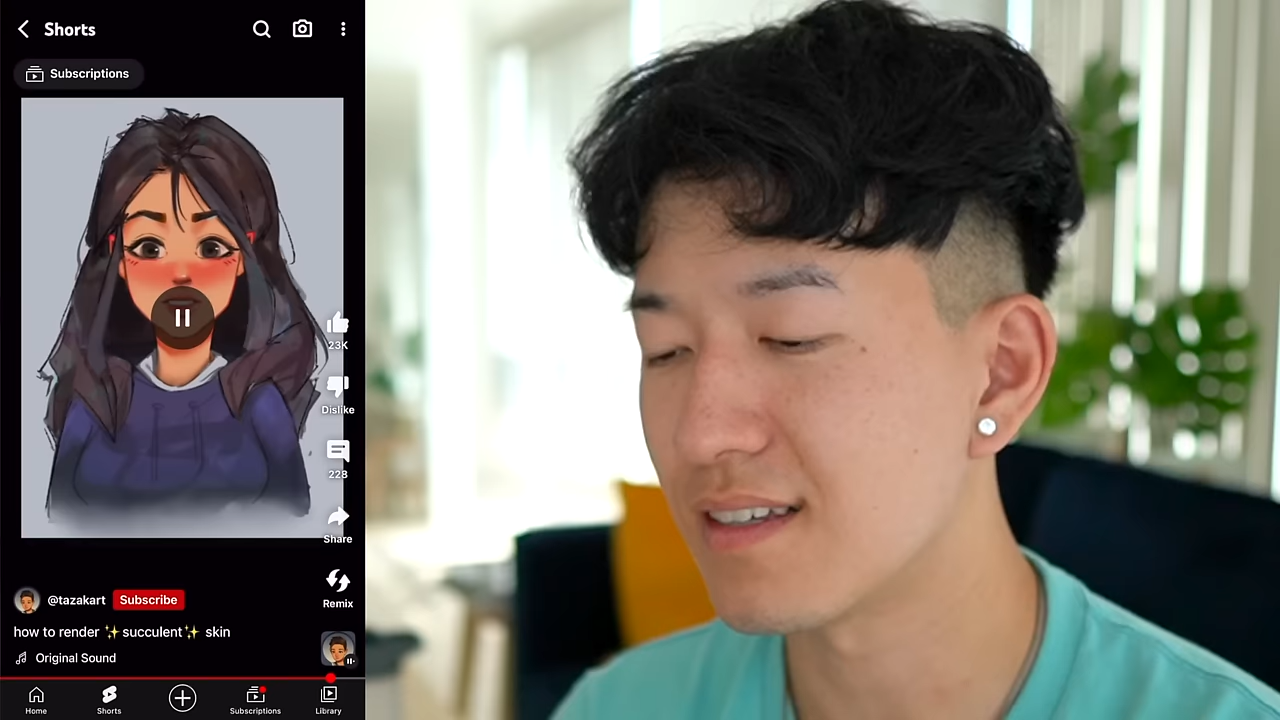 Shorts
Subscriptions
23K
Dislike
228
Share
Remix
@tazakart
Subscribe
how to render ✨succulent✨ skin
Original Sound
Home
Shorts
Subscriptions
Library